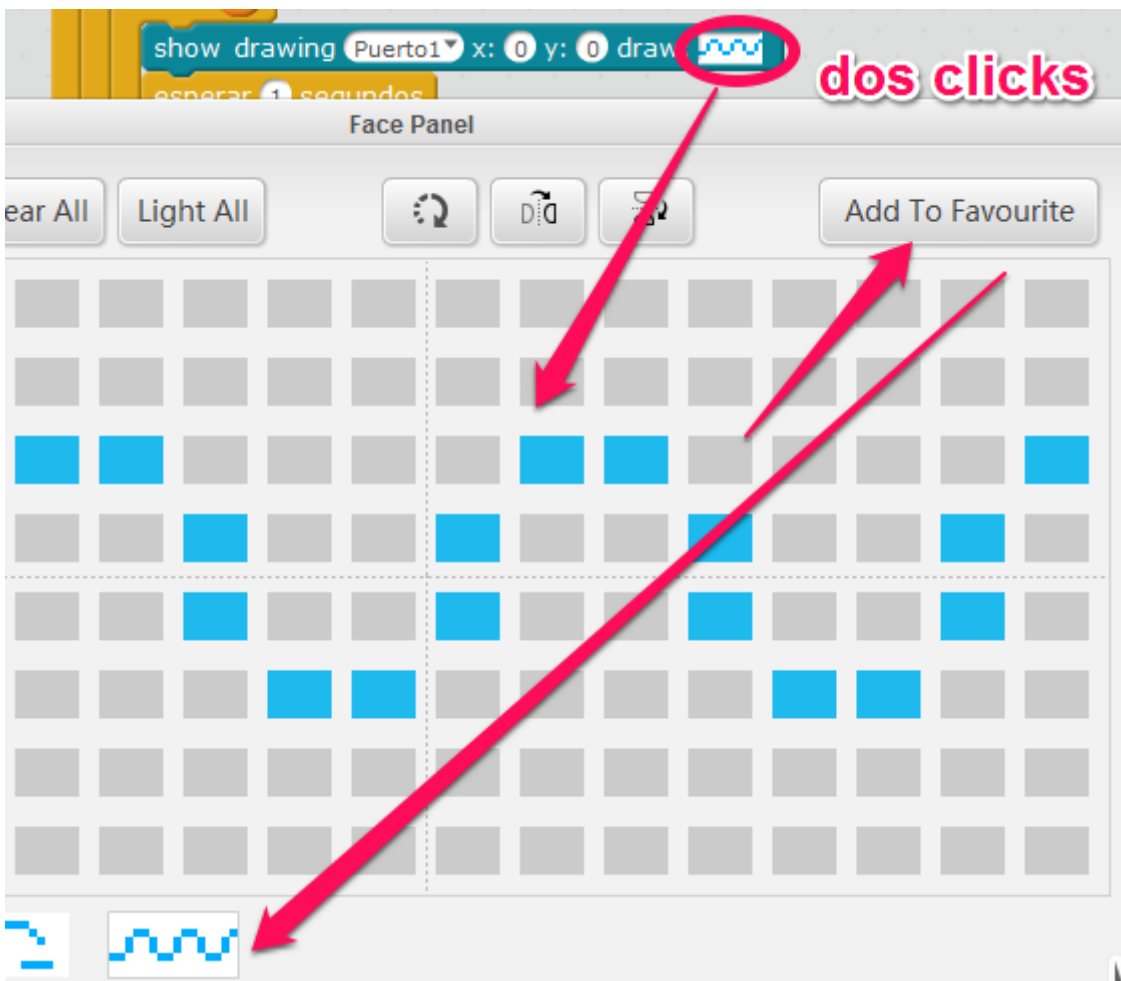 show drawing Puerto1 x: 0 y: 0 draw:
dos clicks
esperar 1 segundos
Face Panel
ear All
Light All
Add To Favourite